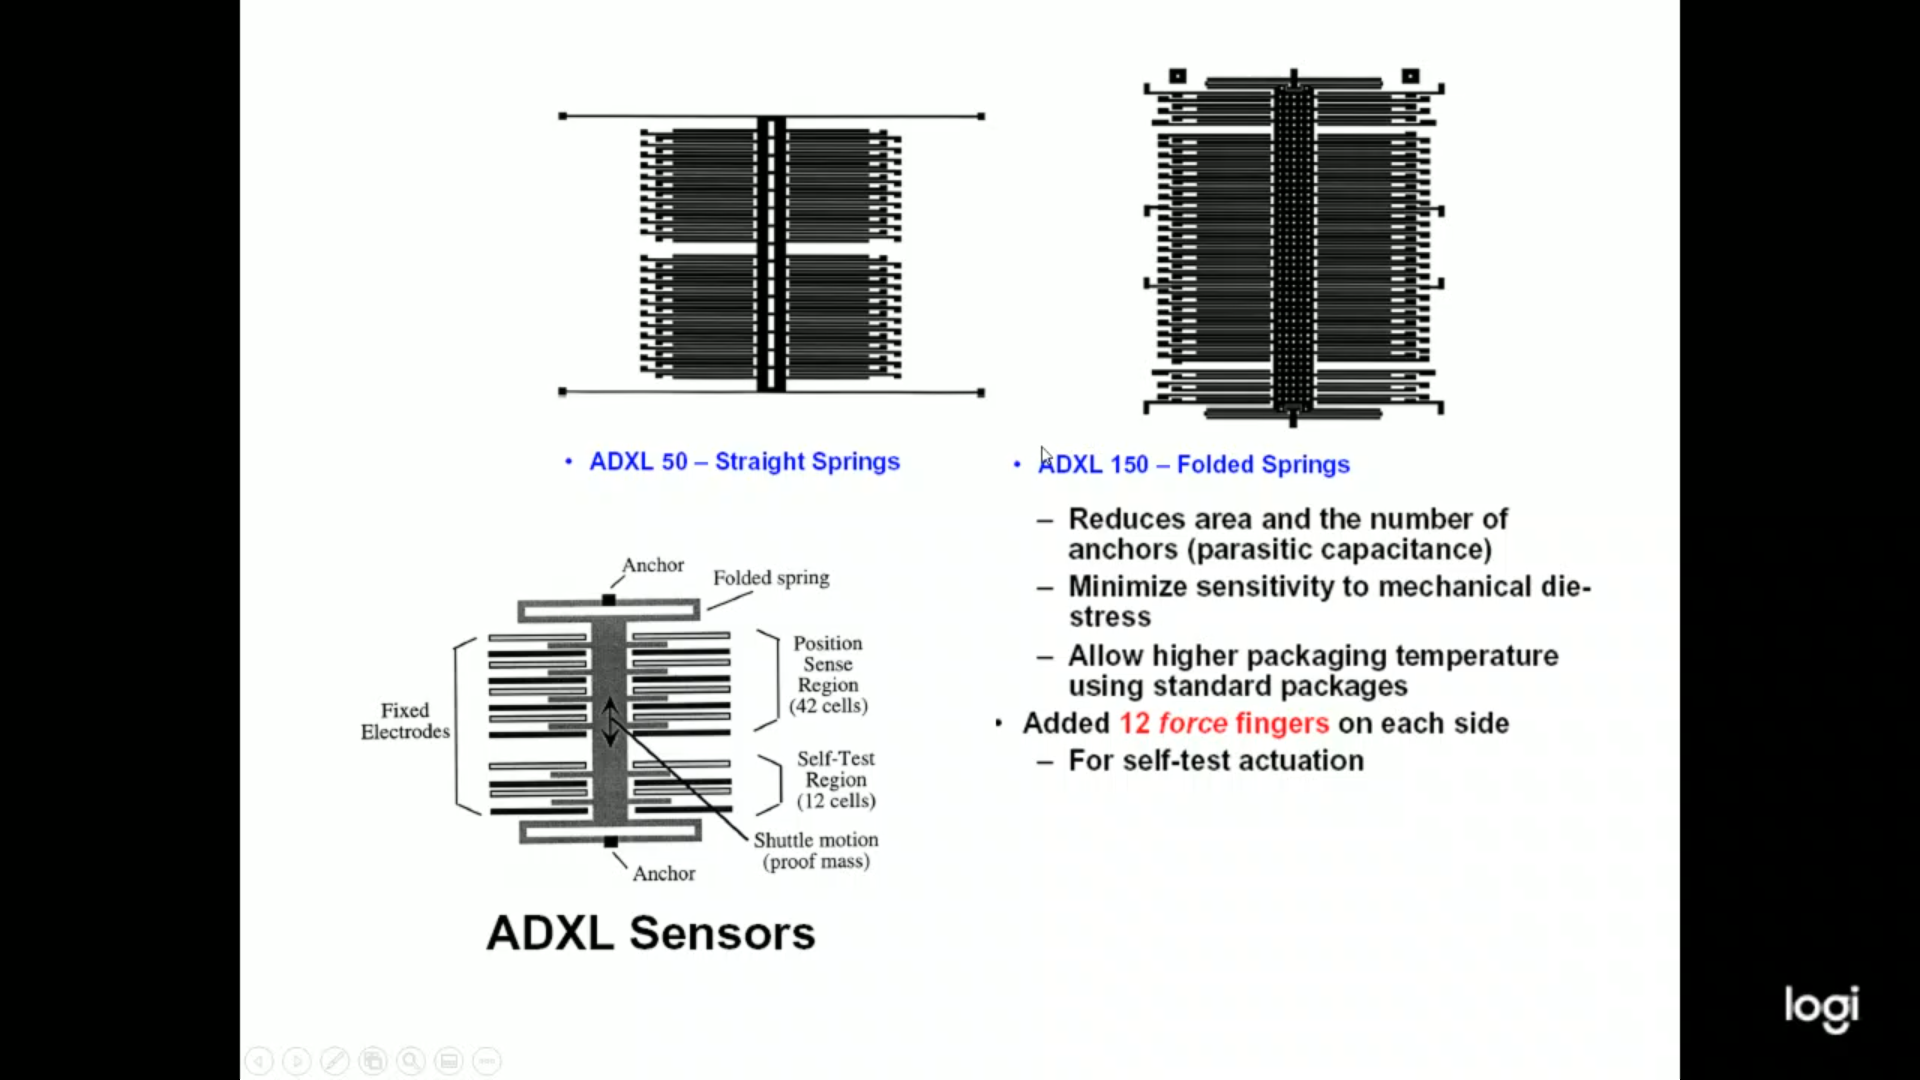 • ADXL 50 – Straight Springs
• ADXL 150 – Folded Springs
– Reduces area and the number of
anchors (parasitic capacitance)
– Minimize sensitivity to mechanical die-
stress
– Allow higher packaging temperature
using standard packages
• Added 12 force fingers on each side
– For self-test actuation
Anchor
Folded spring
Position
Sense
Region
(42 cells)
Fixed
Electrodes
Self-Test
Region
(12 cells)
Shuttle motion
(proof mass)
Anchor
ADXL Sensors
logi